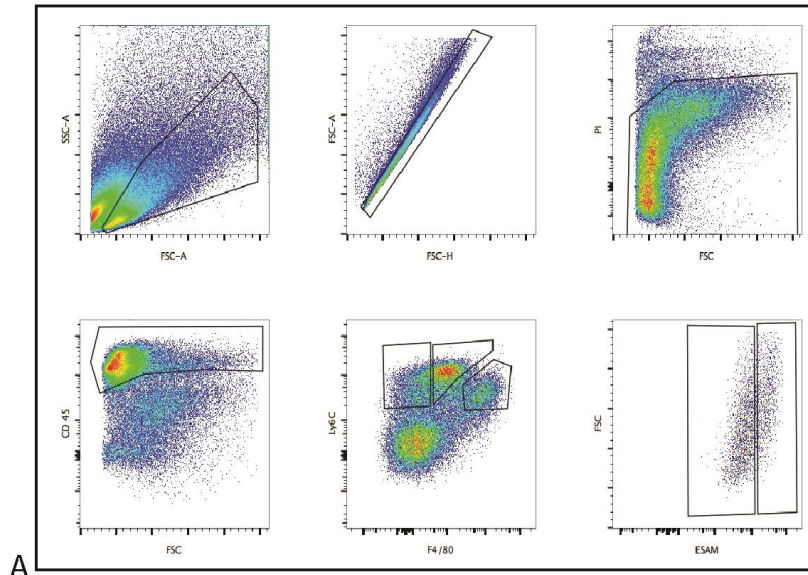 SSC-A
FSC-A
FSC-A
FSC-H
PI
FSC
CD 45
FSC
Ly6C
F4/80
FSC
ESAM
A